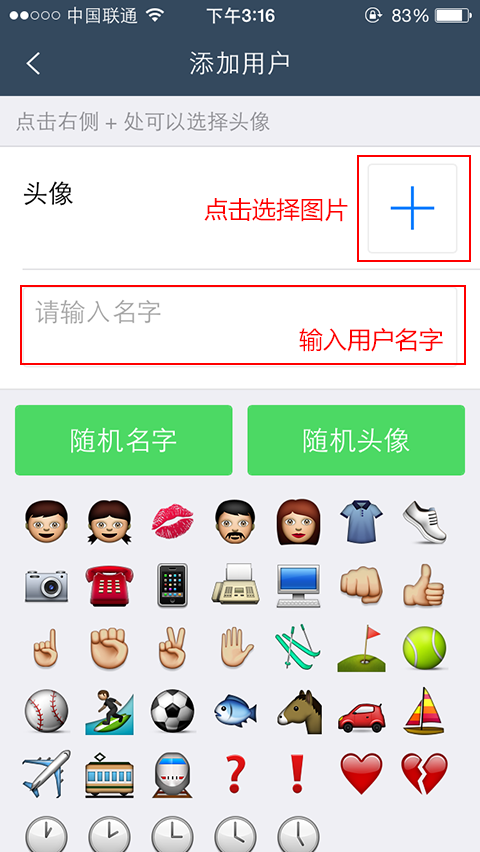 中国联通 下午3:16 83%
添加用户
点击右侧 + 处可以选择头像
头像 点击选择图片
请输入名字
输入用户名字
随机名字 随机头像